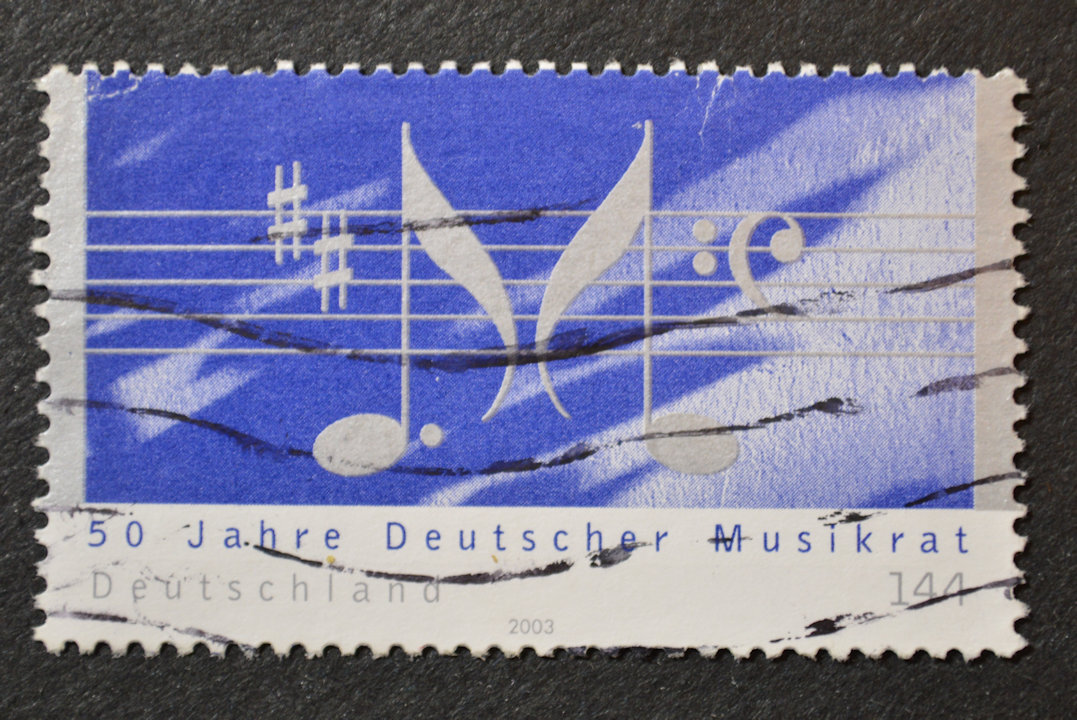 50 Jahre Deutscher Musikrat
Deutschland 144
2003